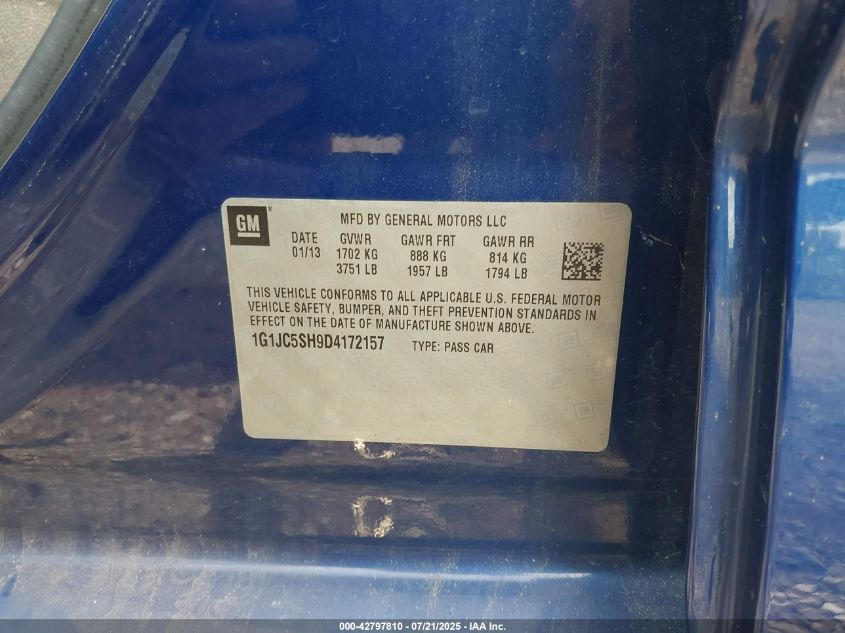 GM
MFD BY GENERAL MOTORS LLC
DATE GVWR GAWR FRT GAWR RR
01/13 1702 KG 888 KG 814 KG
3751 LB 1957 LB 1794 LB
THIS VEHICLE CONFORMS TO ALL APPLICABLE U.S. FEDERAL MOTOR
VEHICLE SAFETY, BUMPER, AND THEFT PREVENTION STANDARDS IN
EFFECT ON THE DATE OF MANUFACTURE SHOWN ABOVE.
1G1JC5SH9D4172157 TYPE: PASS CAR
000-42797810 - 07/21/2025 - IAA Inc.